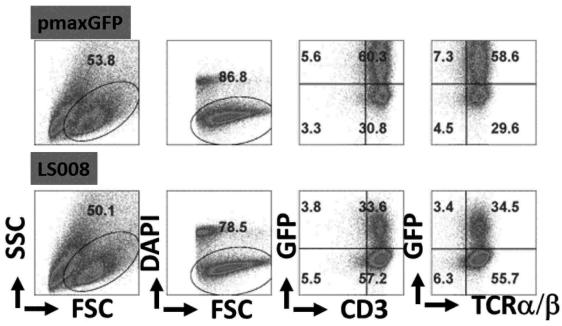 pmaxGFP
53.8
86.8
5.6 60.3
3.3 30.8
7.3 58.6
4.5 29.6
LS008
50.1
78.5
3.8 33.6
5.5 57.2
3.4 34.5
6.3 55.7
SSC
FSC
DAPI
FSC
GFP
CD3
GFP
TCRα/β